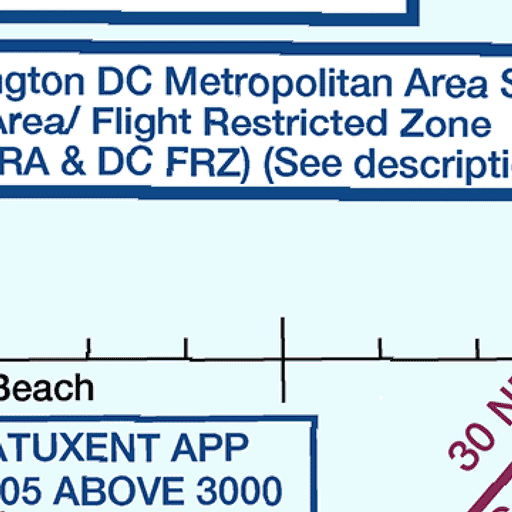 ngton DC Metropolitan Area S
Area/ Flight Restricted Zone
RA & DC FRZ) (See descripti
Beach
ATUXENT APP
05 ABOVE 3000
30 N